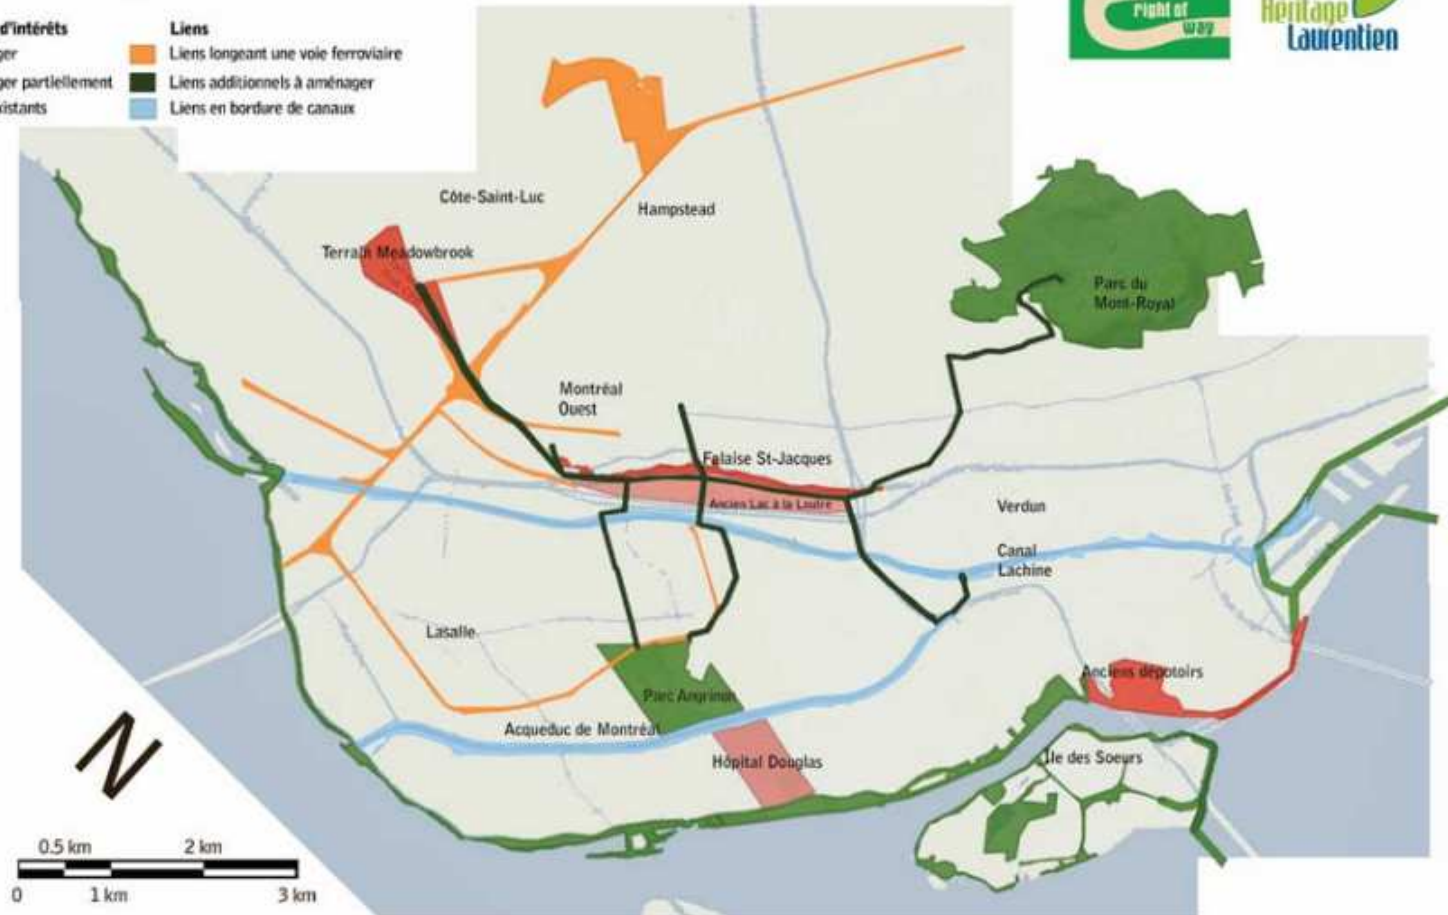 d'intérêts
ger
ger partiellement
xistants
Liens
Liens longeant une voie ferroviaire
Liens additionnels à aménager
Liens en bordure de canaux
right of
way
Héritage
Laurentien
Côte-Saint-Luc
Hampstead
Terrain Meadowbrook
Parc du
Mont-Royal
Montréal
Ouest
Falaise St-Jacques
Ancien Lac à la Loutre
Verdun
Canal
Lachine
Lasalle
Anciens dépotoirs
Parc Angrinon
Acqueduc de Montréal
Île des Soeurs
Hôpital Douglas
N
0.5 km
2 km
0
1 km
3 km